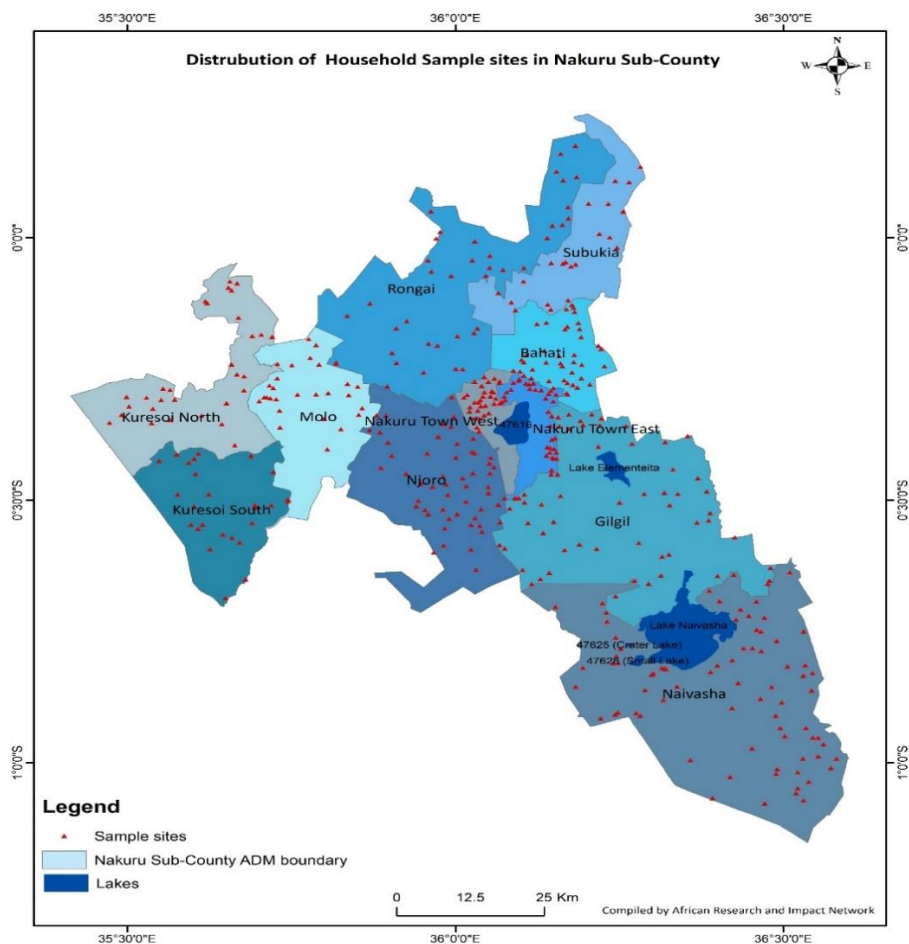 35°30'0"E 36°0'0"E 36°30'0"E
Distrubution of Household Sample sites in Nakuru Sub-County
N
W E
S
0°0'0"
0°0'0"
Subukia
Rongai
Bahati
Kuresoi North
Molo
Nakuru Town West
47616
Nakuru Town East
Lake Elementeita
Njoro
0°30'0"S
0°30'0"S
Kuresoi South
Gilgil
Lake Naivasha
47625 (Crater Lake)
47626 (Small Lake)
Naivasha
1°0'0"S
1°0'0"S
Legend
Sample sites
Nakuru Sub-County ADM boundary
Lakes
0 12.5 25 Km
Compiled by African Research and Impact Network
35°30'0"E 36°0'0"E 36°30'0"E